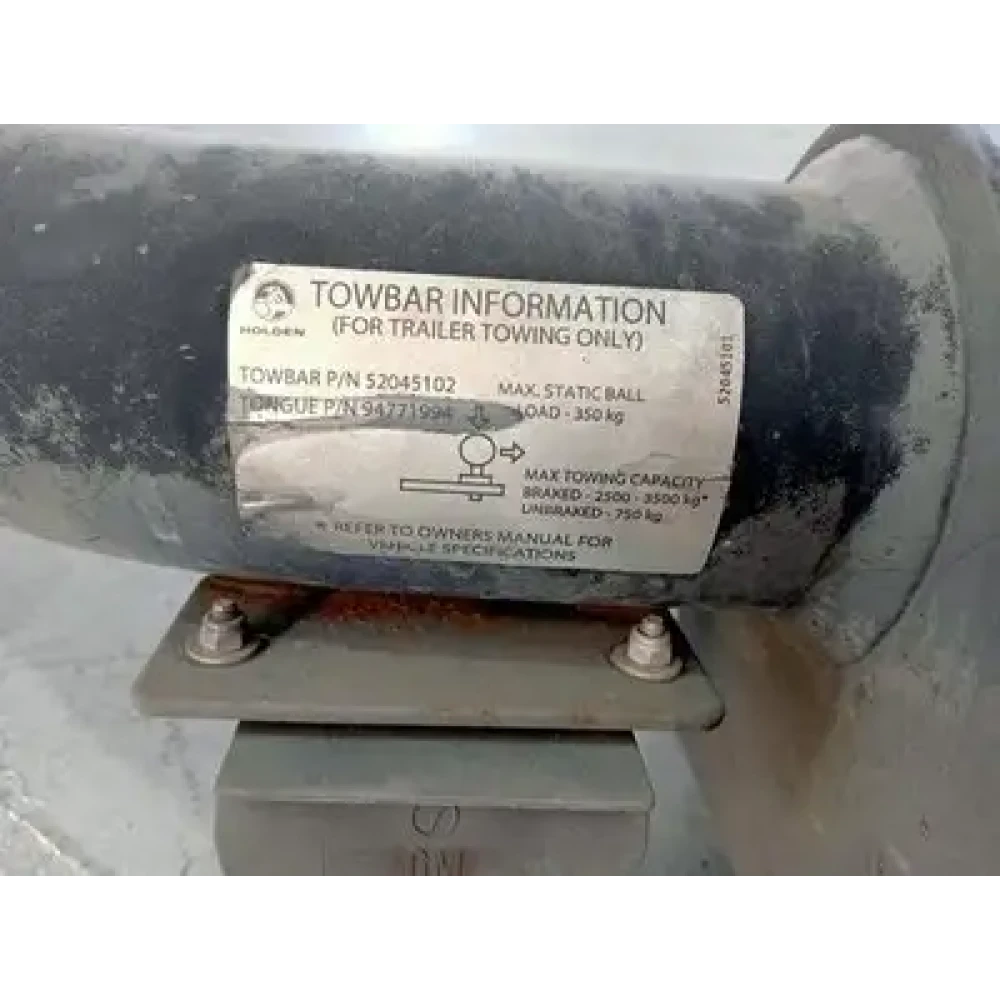 HOLDEN
TOWBAR INFORMATION
(FOR TRAILER TOWING ONLY)
TOWBAR P/N 52045102
TONGUE P/N 94771994
MAX. STATIC BALL
LOAD - 350 kg
MAX TOWING CAPACITY
BRAKED - 2500 - 3500 kg*
UNBRAKED - 750 kg
* REFER TO OWNERS MANUAL FOR
VEHICLE SPECIFICATIONS
52045101
S